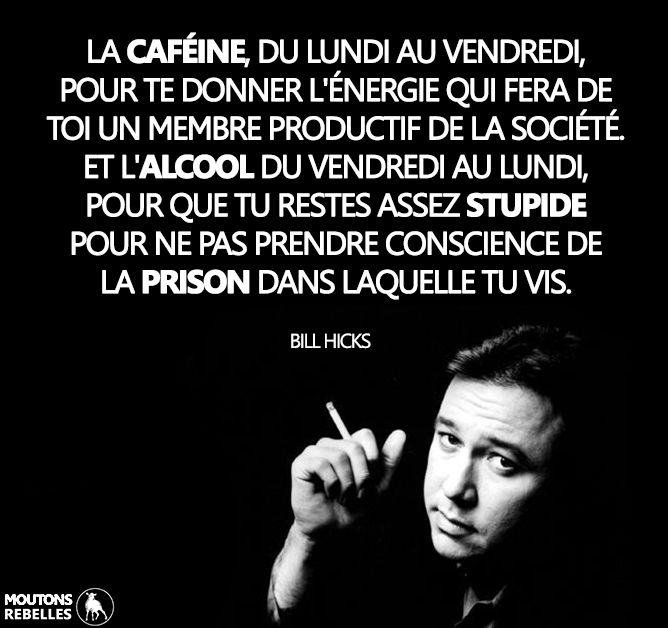 LA CAFÉINE, DU LUNDI AU VENDREDI,
POUR TE DONNER L'ÉNERGIE QUI FERA DE
TOI UN MEMBRE PRODUCTIF DE LA SOCIÉTÉ.
ET L'ALCOOL DU VENDREDI AU LUNDI,
POUR QUE TU RESTES ASSEZ STUPIDE
POUR NE PAS PRENDRE CONSCIENCE DE
LA PRISON DANS LAQUELLE TU VIS.
BILL HICKS
MOUTONS
REBELLES